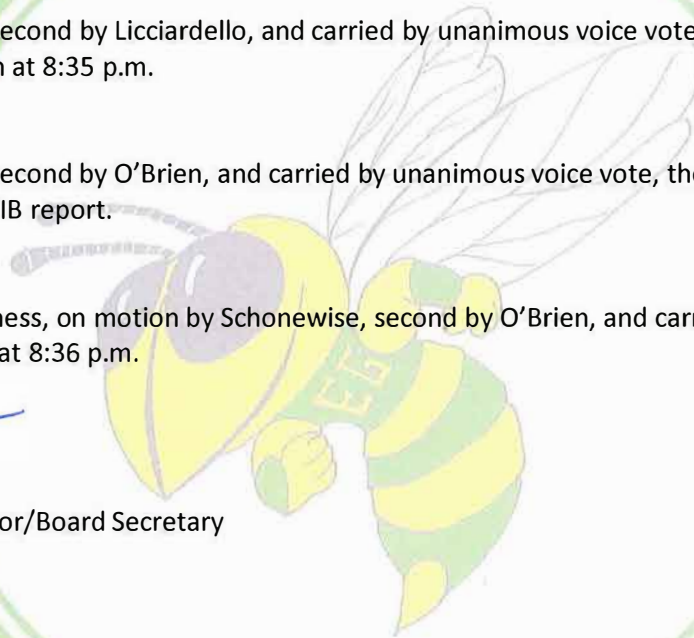 econd by Licciardello, and carried by unanimous voice vote
n at 8:35 p.m.
econd by O'Brien, and carried by unanimous voice vote, the
IB report.
ness, on motion by Schonewise, second by O'Brien, and carr
at 8:36 p.m.
EG
or/Board Secretary